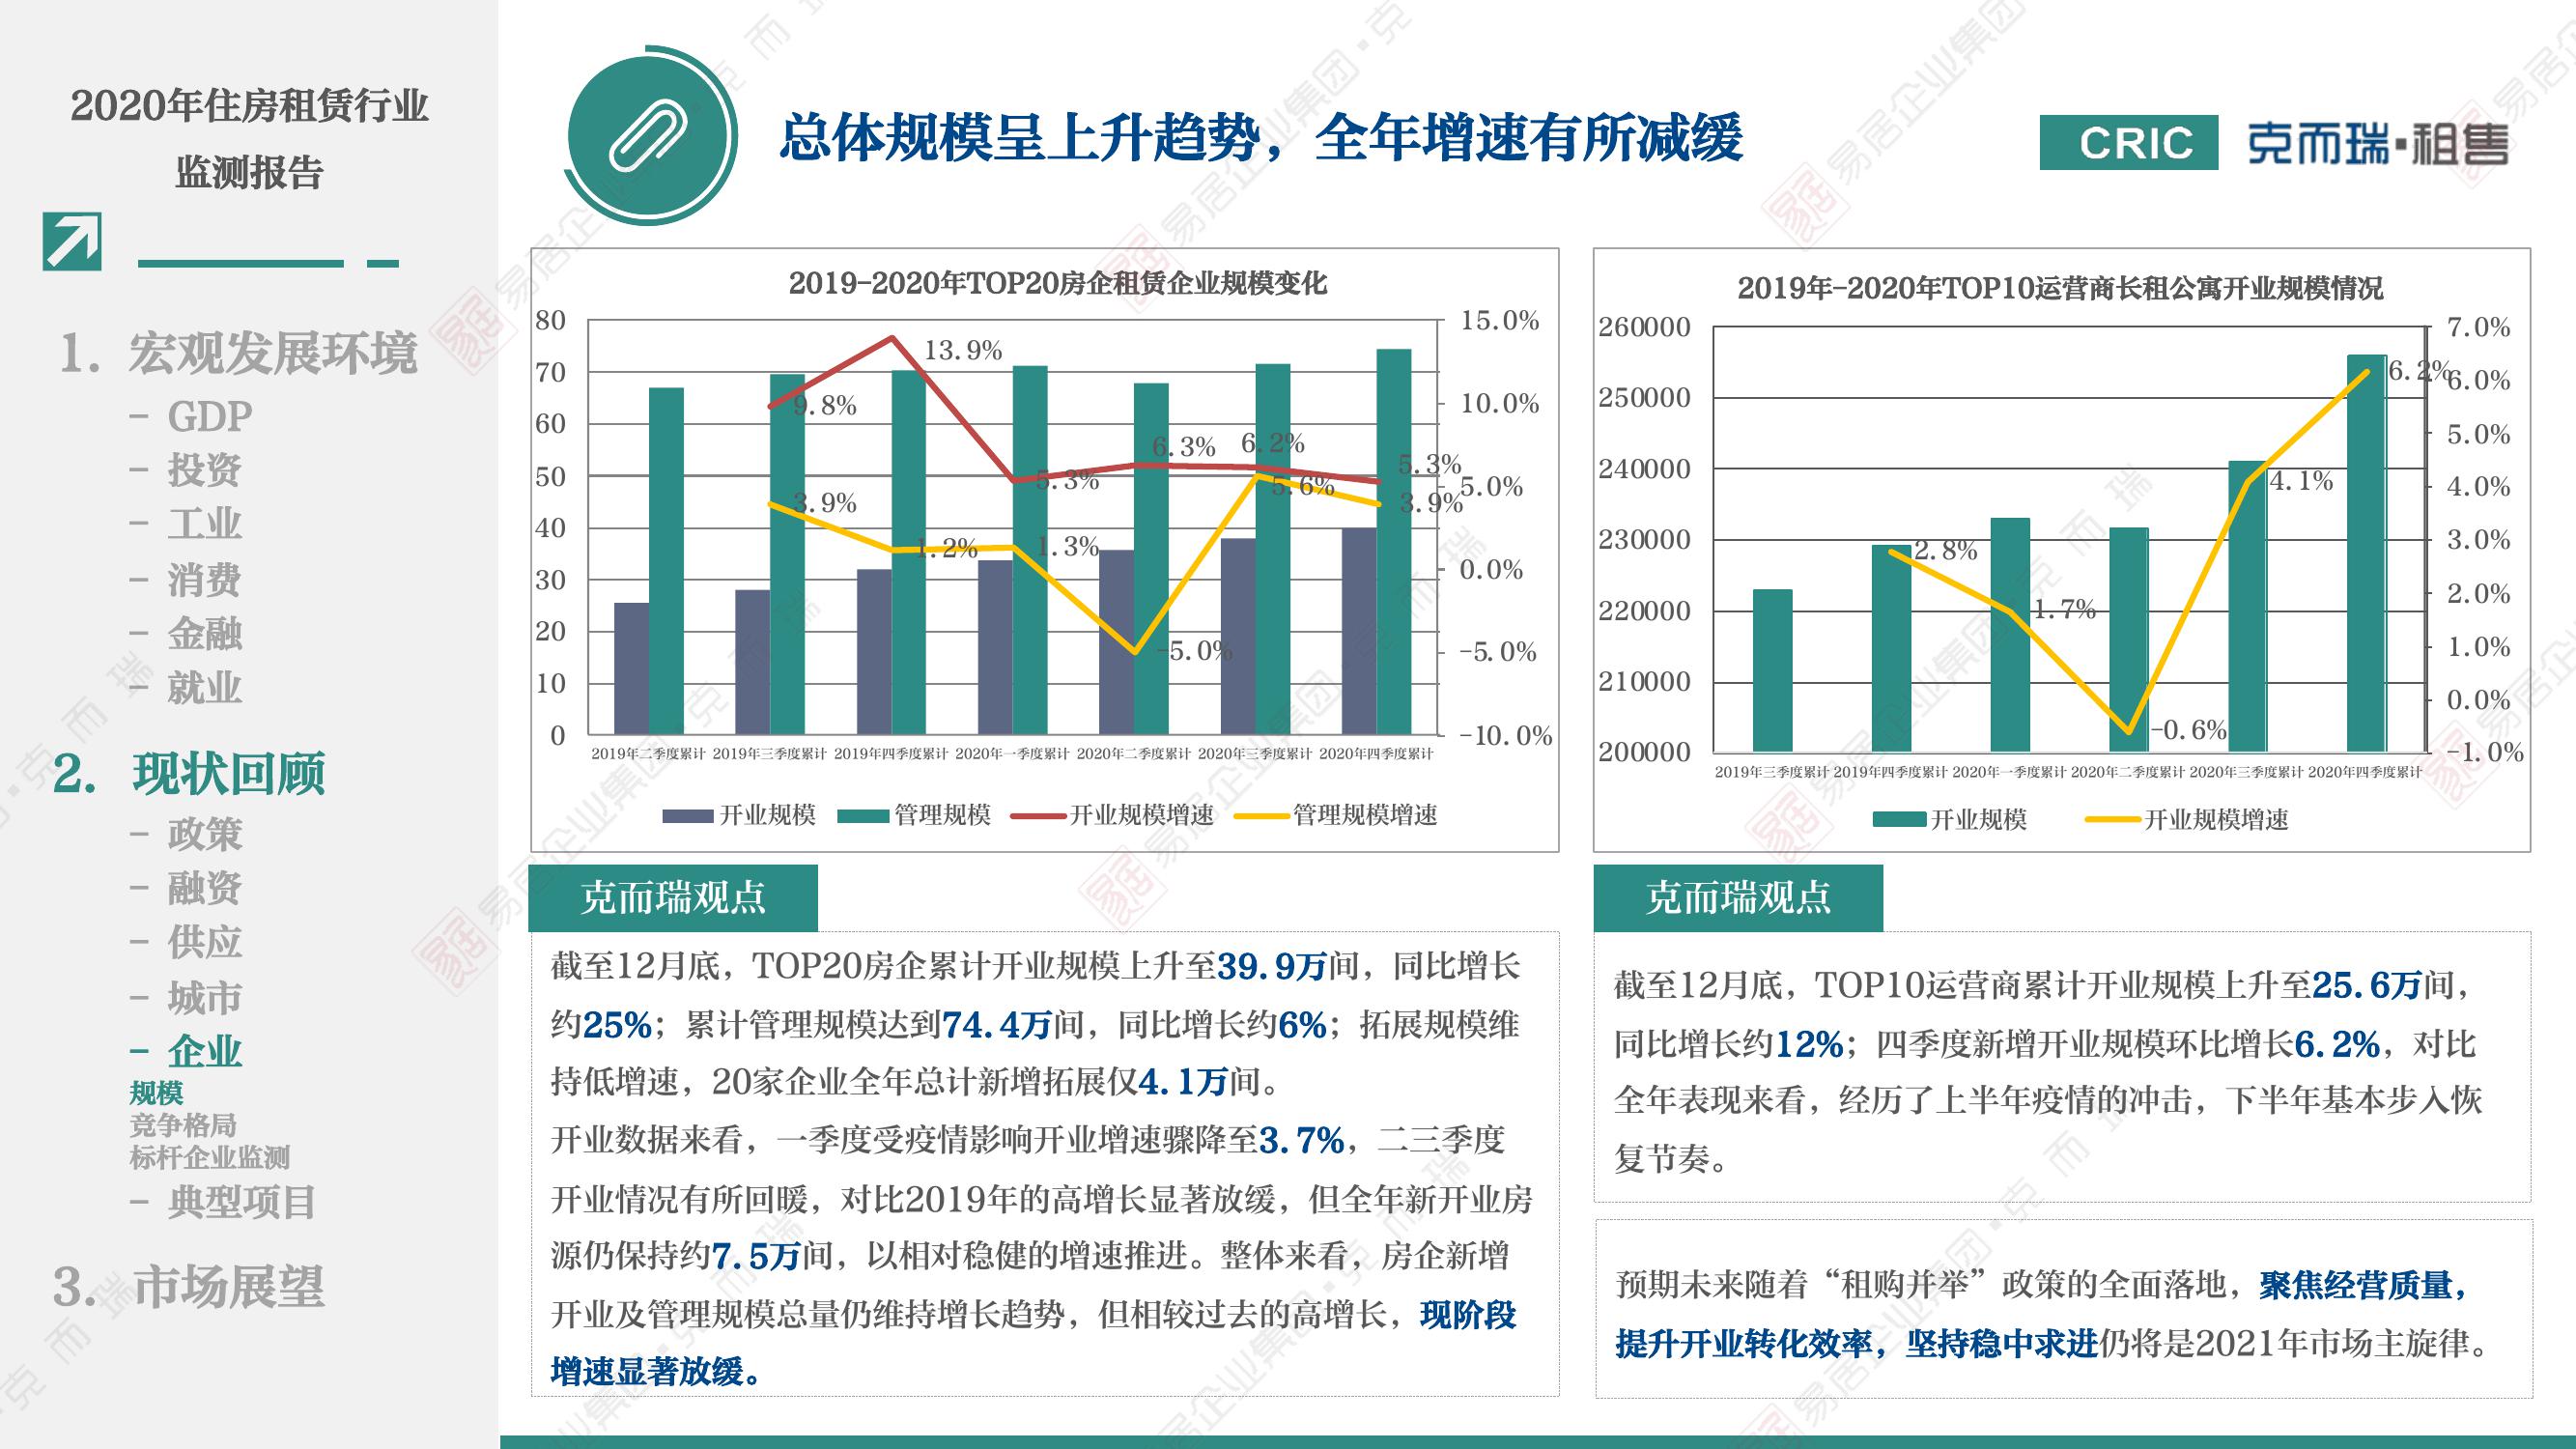 2020年住房租赁行业
监测报告
1. 宏观发展环境
- GDP
- 投资
- 工业
- 消费
- 金融
- 就业
2. 现状回顾
- 政策
- 融资
- 供应
- 城市
- 企业
规模
竞争格局
标杆企业监测
- 典型项目
3. 市场展望
总体规模呈上升趋势，全年增速有所减缓
CRIC 克而瑞·租售
2019-2020年TOP20房企租赁企业规模变化
80
70
60
50
40
30
20
10
0
15.0%
10.0%
5.0%
0.0%
-5.0%
-10.0%
9.8%
13.9%
5.3%
6.3%
6.2%
5.3%
3.9%
1.2%
1.3%
-5.0%
5.6%
3.9%
2019年二季度累计 2019年三季度累计 2019年四季度累计 2020年一季度累计 2020年二季度累计 2020年三季度累计 2020年四季度累计
开业规模 管理规模 开业规模增速 管理规模增速
2019年-2020年TOP10运营商长租公寓开业规模情况
260000
250000
240000
230000
220000
210000
200000
7.0%
6.0%
5.0%
4.0%
3.0%
2.0%
1.0%
0.0%
-1.0%
2.8%
1.7%
-0.6%
4.1%
6.2%
2019年三季度累计 2019年四季度累计 2020年一季度累计 2020年二季度累计 2020年三季度累计 2020年四季度累计
开业规模 开业规模增速
克而瑞观点
截至12月底，TOP20房企累计开业规模上升至39.9万间，同比增长
约25%；累计管理规模达到74.4万间，同比增长约6%；拓展规模维
持低增速，20家企业全年总计新增拓展仅4.1万间。
开业数据来看，一季度受疫情影响开业增速骤降至3.7%，二三季度
开业情况有所回暖，对比2019年的高增长显著放缓，但全年新开业房
源仍保持约7.5万间，以相对稳健的增速推进。整体来看，房企新增
开业及管理规模总量仍维持增长趋势，但相较过去的高增长，现阶段
增速显著放缓。
克而瑞观点
截至12月底，TOP10运营商累计开业规模上升至25.6万间，
同比增长约12%；四季度新增开业规模环比增长6.2%，对比
全年表现来看，经历了上半年疫情的冲击，下半年基本步入恢
复节奏。
预期未来随着“租购并举”政策的全面落地，聚焦经营质量，
提升开业转化效率，坚持稳中求进仍将是2021年市场主旋律。
易居企业集团·克而瑞